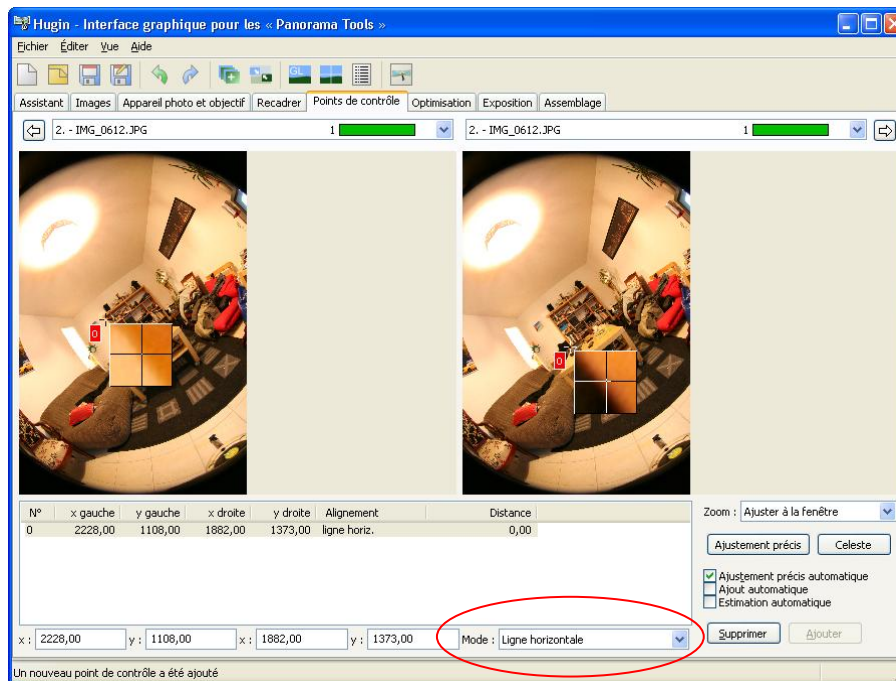 Hugin - Interface graphique pour les « Panorama Tools »
Fichier Éditer Vue Aide
GL
Assistant Images Appareil photo et objectif Recadrer Points de contrôle Optimisation Exposition Assemblage
2. - IMG_0612.JPG 1 2. - IMG_0612.JPG 1
0
0
N° x gauche y gauche x droite y droite Alignement Distance
0 2228,00 1108,00 1882,00 1373,00 ligne horiz. 0,00
Zoom : Ajuster à la fenêtre
Ajustement précis Celeste
Ajustement précis automatique
Ajout automatique
Estimation automatique
x : 2228,00 y : 1108,00 x : 1882,00 y : 1373,00 Mode : Ligne horizontale
Supprimer Ajouter
Un nouveau point de contrôle a été ajouté